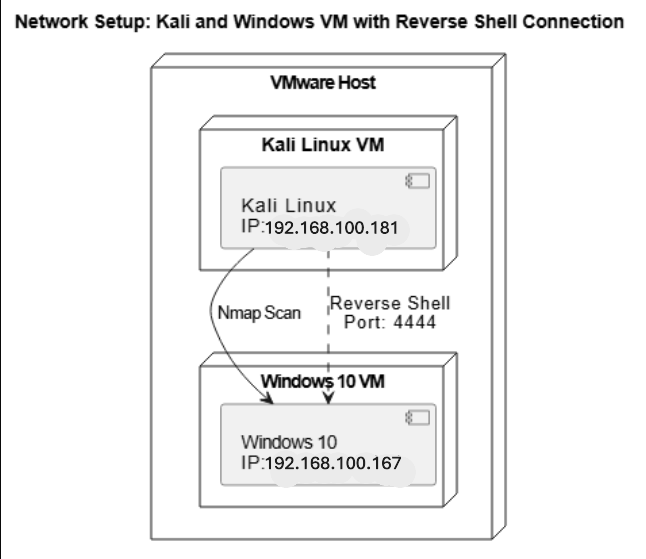 Network Setup: Kali and Windows VM with Reverse Shell Connection
VMware Host
Kali Linux VM
Kali Linux
IP:192.168.100.181
Nmap Scan
Reverse Shell
Port: 4444
Windows 10 VM
Windows 10
IP:192.168.100.167